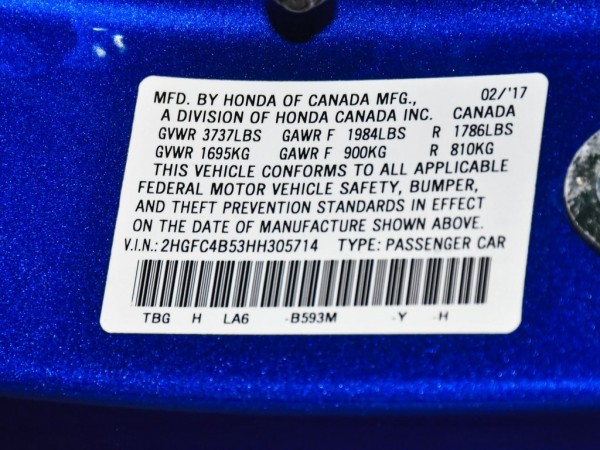 MFD. BY HONDA OF CANADA MFG., 02/'17
A DIVISION OF HONDA CANADA INC. CANADA
GVWR 3737LBS GAWR F 1984LBS R 1786LBS
GVWR 1695KG GAWR F 900KG R 810KG
THIS VEHICLE CONFORMS TO ALL APPLICABLE
FEDERAL MOTOR VEHICLE SAFETY, BUMPER,
AND THEFT PREVENTION STANDARDS IN EFFECT
ON THE DATE OF MANUFACTURE SHOWN ABOVE.
V.I.N.: 2HGFC4B53HH305714 TYPE: PASSENGER CAR
TBG H LA6 -B593M -Y -H